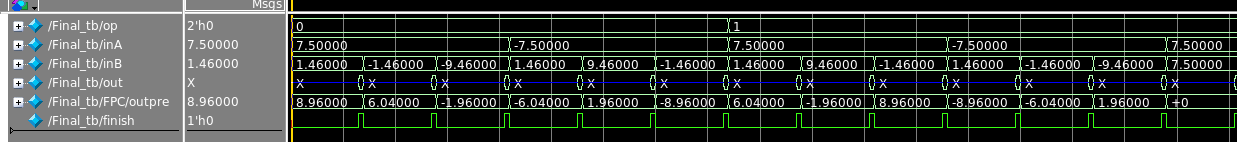 Msgs
/Final_tb/op 2'h0 0 1
/Final_tb/inA 7.50000 7.50000 -7.50000 7.50000 -7.50000 7.50000
/Final_tb/inB 1.46000 1.46000 -1.46000 -9.46000 1.46000 9.46000 -1.46000 1.46000 9.46000 -1.46000 1.46000 -1.46000 -9.46000 7.50000
/Final_tb/out X X X X X X X X X X X X X X
/Final_tb/FPC/outpre 8.96000 8.96000 6.04000 -1.96000 -6.04000 1.96000 -8.96000 6.04000 -1.96000 8.96000 -8.96000 -6.04000 1.96000 +0
/Final_tb/finish 1'h0